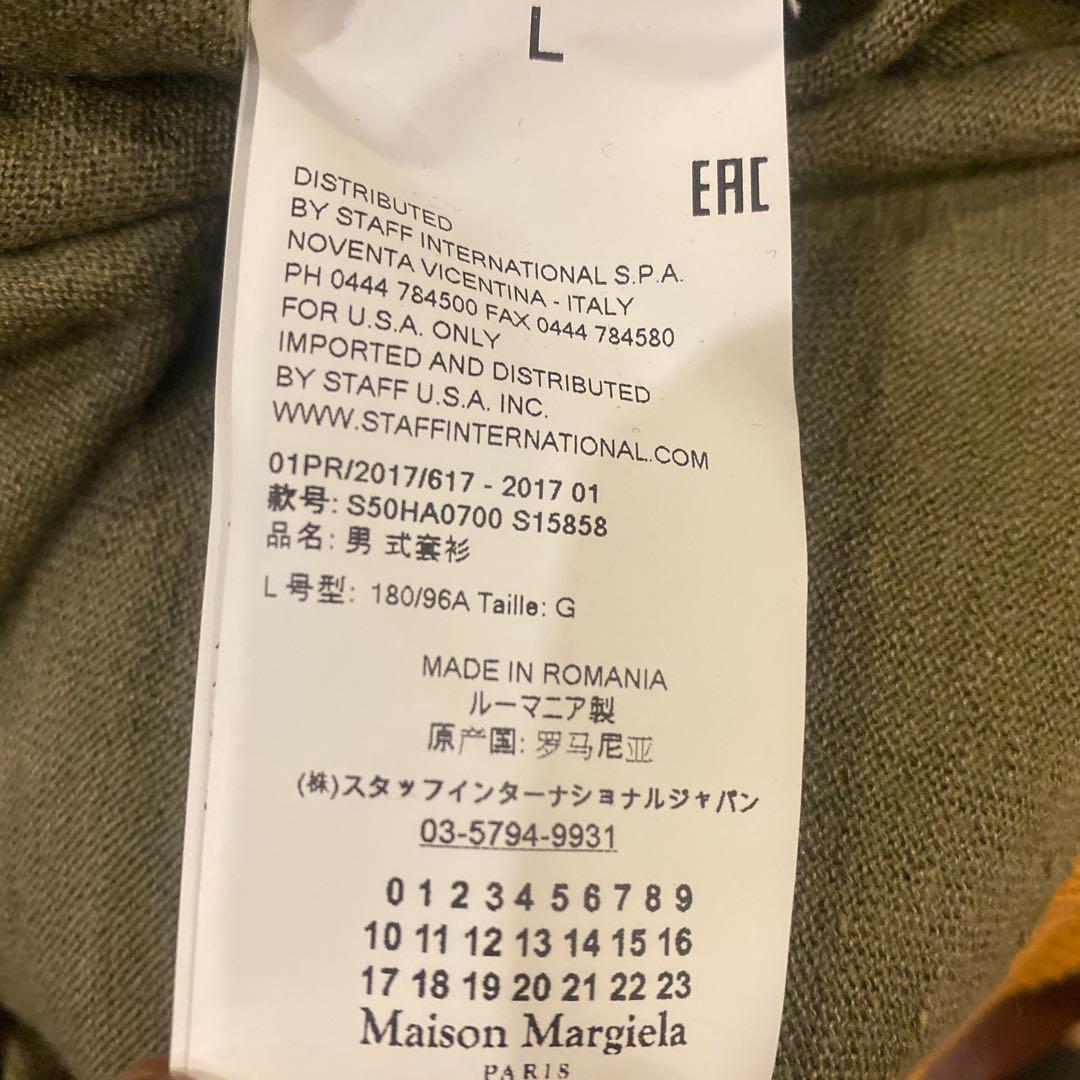 L
EAC
DISTRIBUTED
BY STAFF INTERNATIONAL S.P.A.
NOVENTA VICENTINA - ITALY
PH 0444 784500 FAX 0444 784580
FOR U.S.A. ONLY
IMPORTED AND DISTRIBUTED
BY STAFF U.S.A. INC.
WWW.STAFFINTERNATIONAL.COM
01PR/2017/617 - 2017 01
款号: S50HA0700 S15858
品名: 男 式套衫
L 号型: 180/96A Taille: G
MADE IN ROMANIA
ルーマニア製
原产国: 罗马尼亚
(株)スタッフインターナショナルジャパン
03-5794-9931
0 1 2 3 4 5 6 7 8 9
10 11 12 13 14 15 16
17 18 19 20 21 22 23
Maison Margiela
PARIS